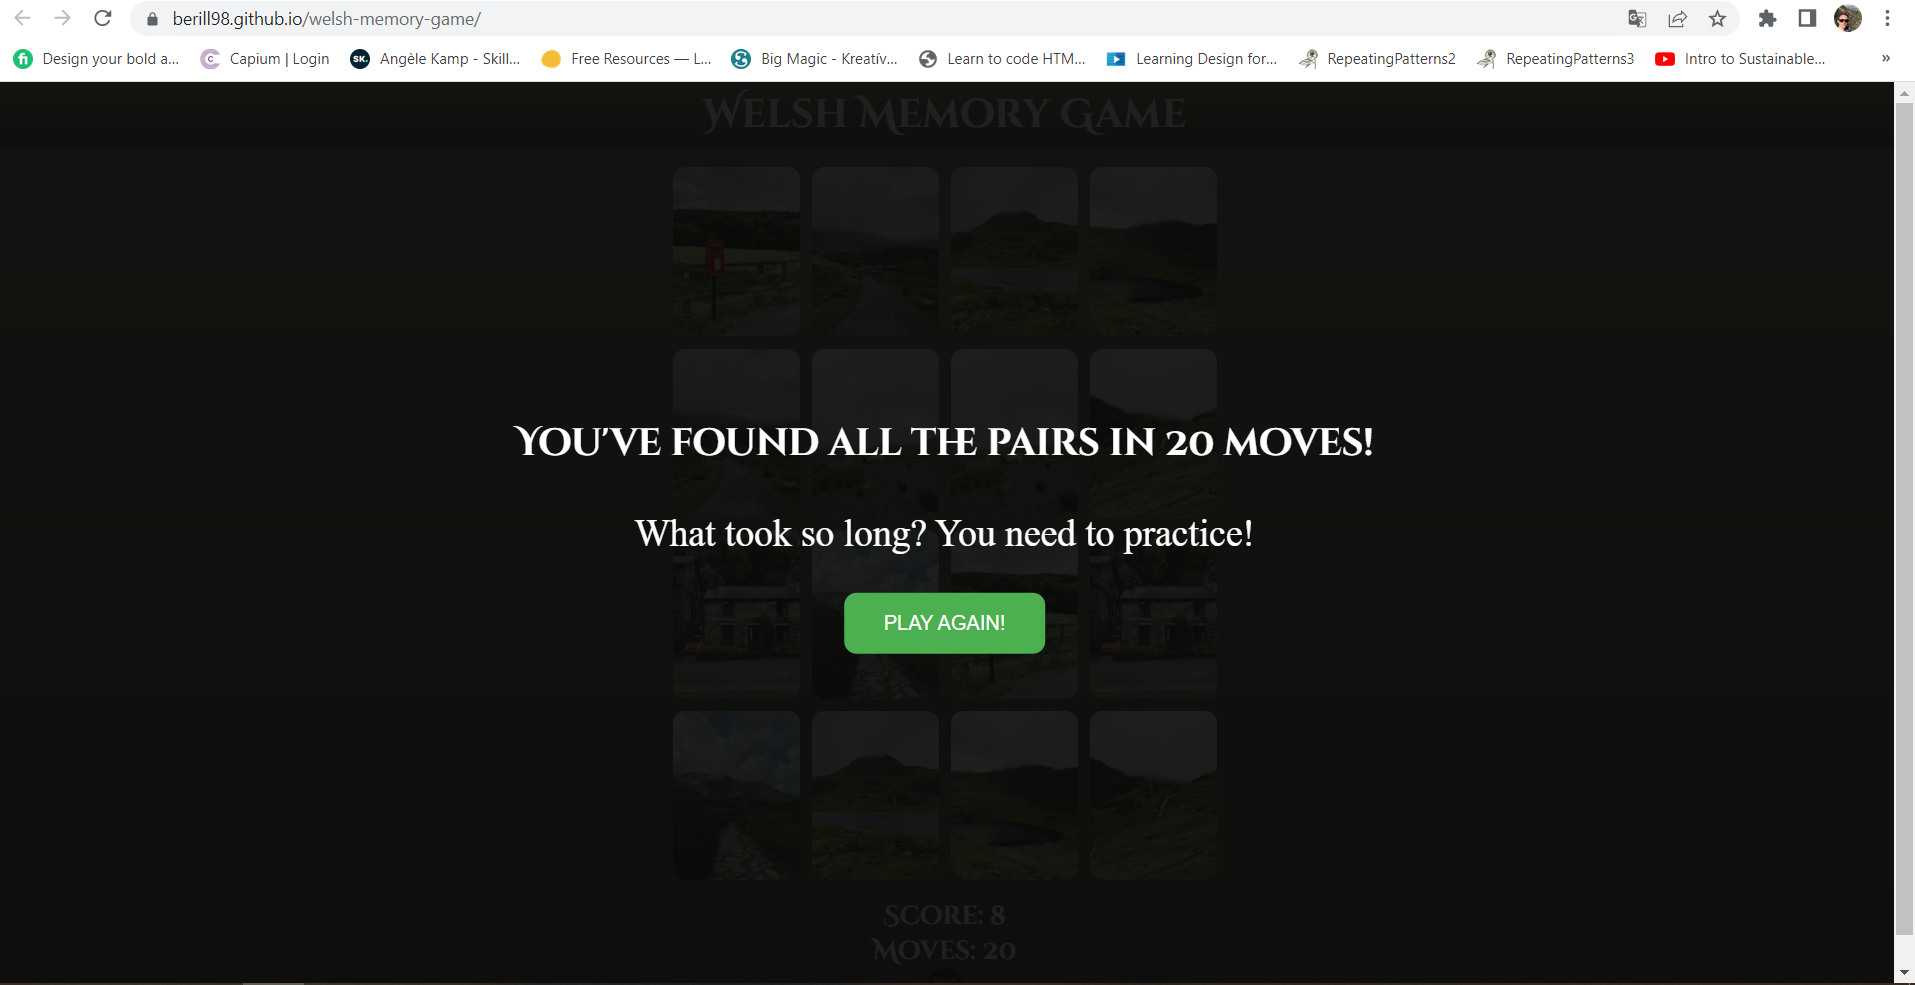 berill98.github.io/welsh-memory-game/
Design your bold a...
Capium | Login
Angèle Kamp - Skill...
Free Resources — L...
Big Magic - Kreatív...
Learn to code HTM...
Learning Design for...
RepeatingPatterns2
RepeatingPatterns3
Intro to Sustainable...
»
Welsh Memory Game
You've found all the pairs in 20 moves!
What took so long? You need to practice!
PLAY AGAIN!
Score: 8
Moves: 20